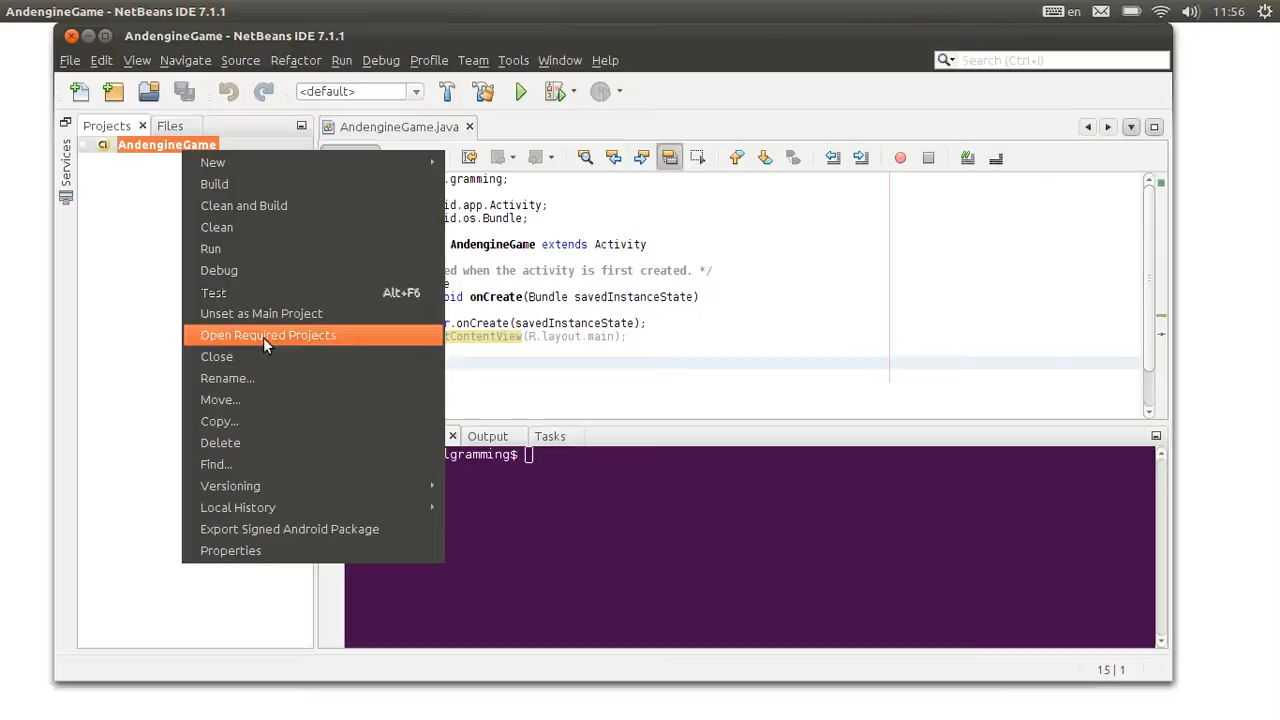 AndengineGame - NetBeans IDE 7.1.1
en
11:56
AndengineGame - NetBeans IDE 7.1.1
File Edit View Navigate Source Refactor Run Debug Profile Team Tools Window Help
Search (Ctrl+I)
<default>
Projects
Files
AndengineGame.java
Services
AndengineGame
New
Build
Clean and Build
Clean
Run
Debug
Test Alt+F6
Unset as Main Project
Open Required Projects
Close
Rename...
Move...
Copy...
Delete
Find...
Versioning
Local History
Export Signed Android Package
Properties
.gramming;
id.app.Activity;
id.os.Bundle;
AndengineGame extends Activity
ed when the activity is first created. */
e
oid onCreate(Bundle savedInstanceState)
r.onCreate(savedInstanceState);
tContentView(R.layout.main);
Output
Tasks
lgramming$
15|1